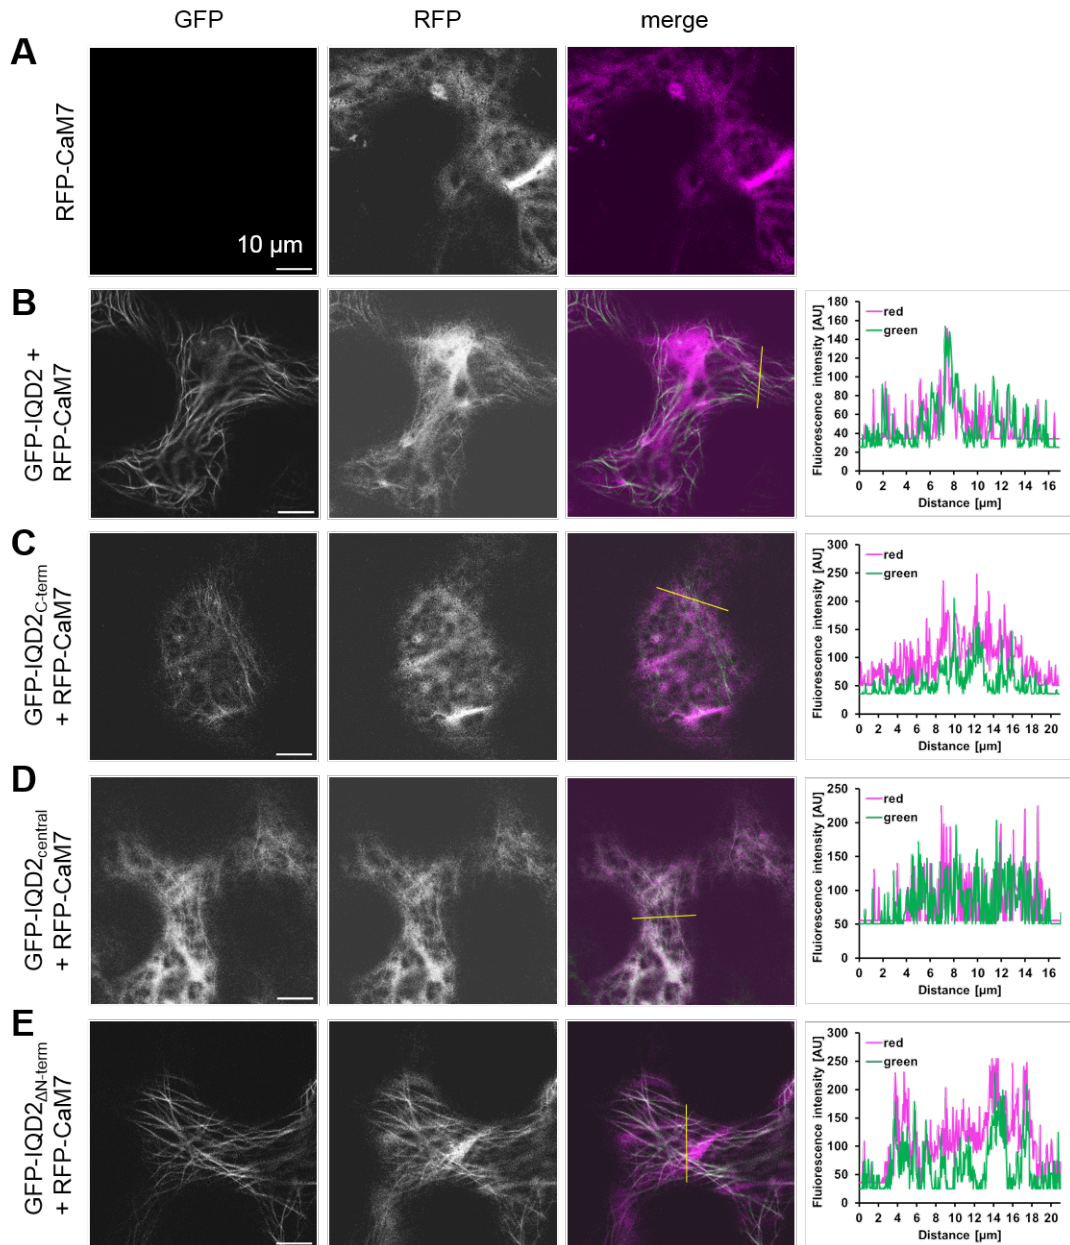 GFP
RFP
merge
A
RFP-CaM7
10 µm
B
GFP-IQD2 +
RFP-CaM7
180
160
140
120
100
80
60
40
20
0
red
green
Fluiorescence intensity [AU]
0 2 4 6 8 10 12 14 16
Distance [µm]
C
GFP-IQD2C-term
+ RFP-CaM7
300
250
200
150
100
50
0
red
green
Fluiorescence intensity [AU]
0 2 4 6 8 10 12 14 16 18 20
Distance [µm]
D
GFP-IQD2central
+ RFP-CaM7
250
200
150
100
50
0
red
green
Fluiorescence intensity [AU]
0 2 4 6 8 10 12 14 16
Distance [µm]
E
GFP-IQD2ΔN-term
+ RFP-CaM7
300
250
200
150
100
50
0
red
green
Fluiorescence intensity [AU]
0 2 4 6 8 10 12 14 16 18 20
Distance [µm]